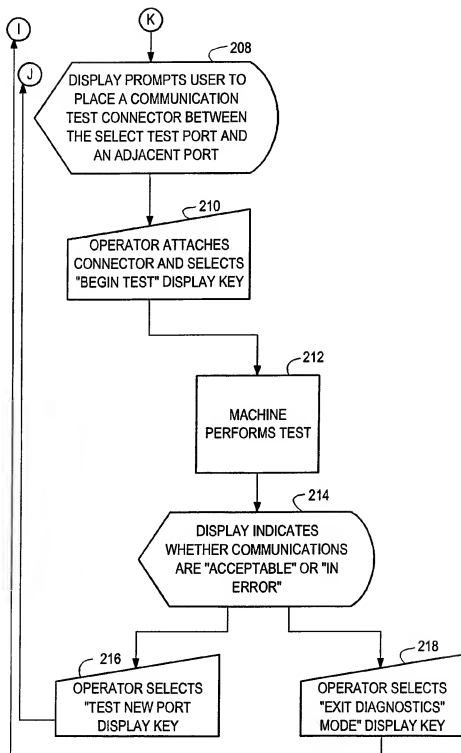 I
K
J
208
DISPLAY PROMPTS USER TO
PLACE A COMMUNICATION
TEST CONNECTOR BETWEEN
THE SELECT TEST PORT AND
AN ADJACENT PORT
210
OPERATOR ATTACHES
CONNECTOR AND SELECTS
"BEGIN TEST" DISPLAY KEY
212
MACHINE
PERFORMS TEST
214
DISPLAY INDICATES
WHETHER COMMUNICATIONS
ARE "ACCEPTABLE" OR "IN
ERROR"
216
OPERATOR SELECTS
"TEST NEW PORT
DISPLAY KEY
218
OPERATOR SELECTS
"EXIT DIAGNOSTICS"
MODE" DISPLAY KEY